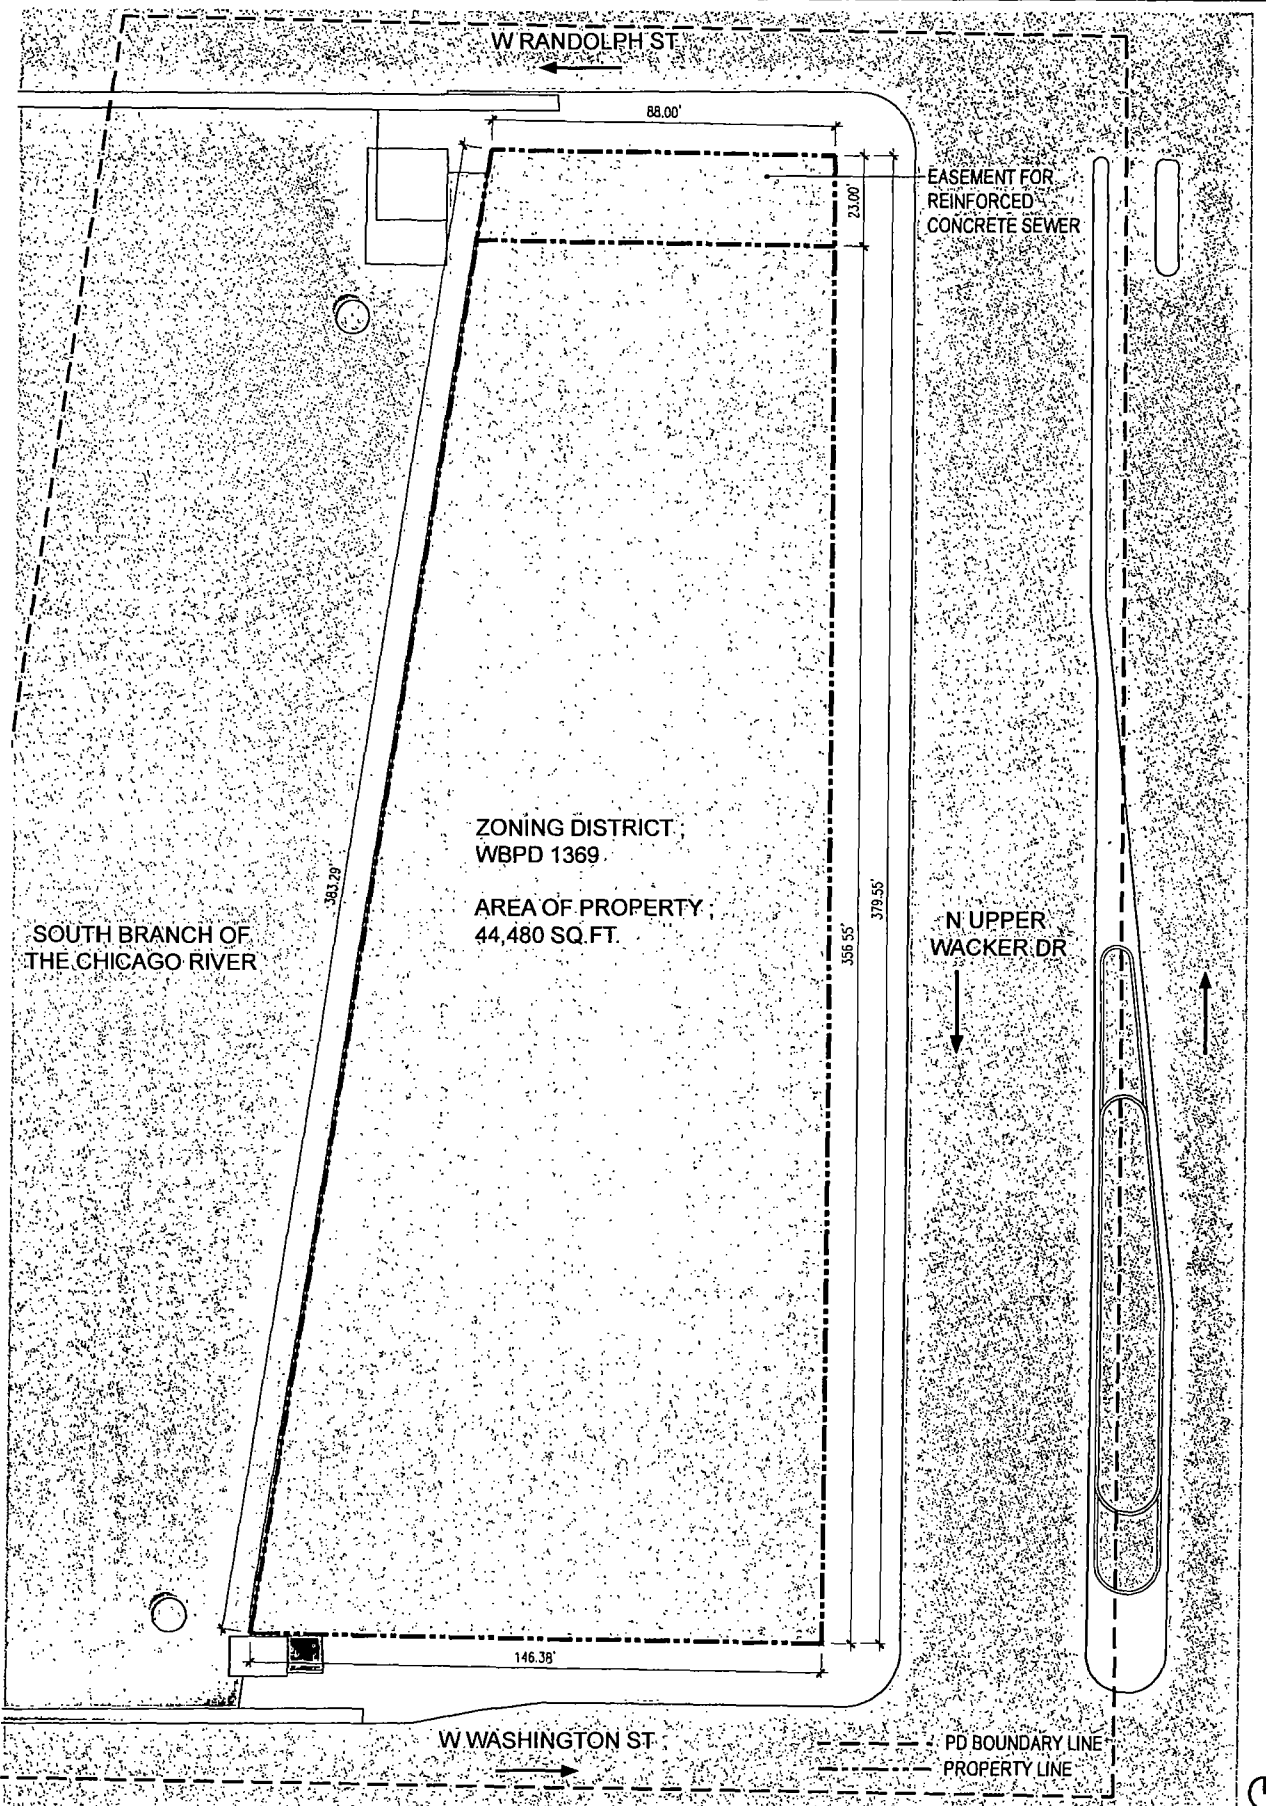 W RANDOLPH ST
88.00'
EASEMENT FOR
REINFORCED
CONCRETE SEWER
23.00'
ZONING DISTRICT ;
WBPD 1369
AREA OF PROPERTY ;
44,480 SQ.FT.
383.29'
356.55'
379.55'
N UPPER
WACKER DR
SOUTH BRANCH OF
THE CHICAGO RIVER
146.38'
W WASHINGTON ST
PD BOUNDARY LINE
PROPERTY LINE